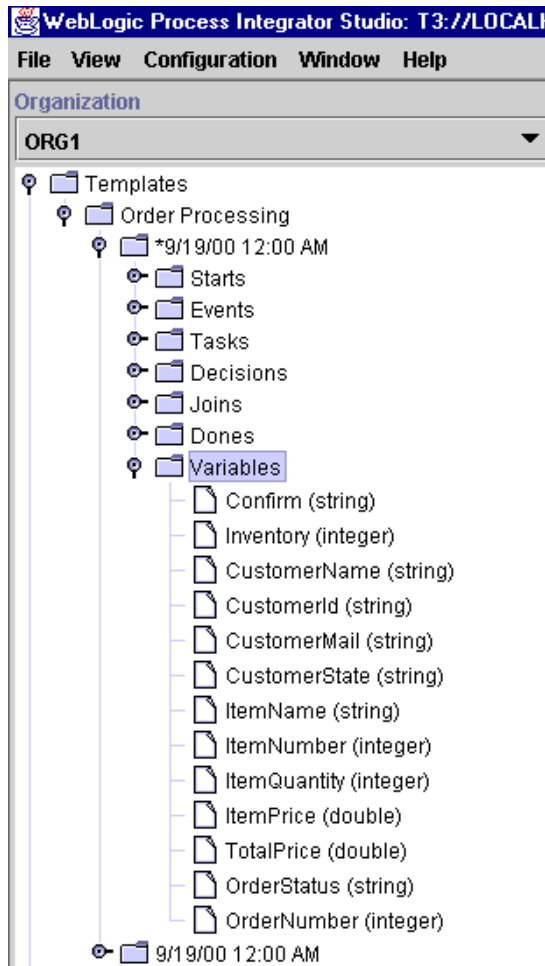 WebLogic Process Integrator Studio: T3://LOCALH
File View Configuration Window Help
Organization
ORG1
Templates
Order Processing
*9/19/00 12:00 AM
Starts
Events
Tasks
Decisions
Joins
Dones
Variables
Confirm (string)
Inventory (integer)
CustomerName (string)
CustomerId (string)
CustomerMail (string)
CustomerState (string)
ItemName (string)
ItemNumber (integer)
ItemQuantity (integer)
ItemPrice (double)
TotalPrice (double)
OrderStatus (string)
OrderNumber (integer)
9/19/00 12:00 AM